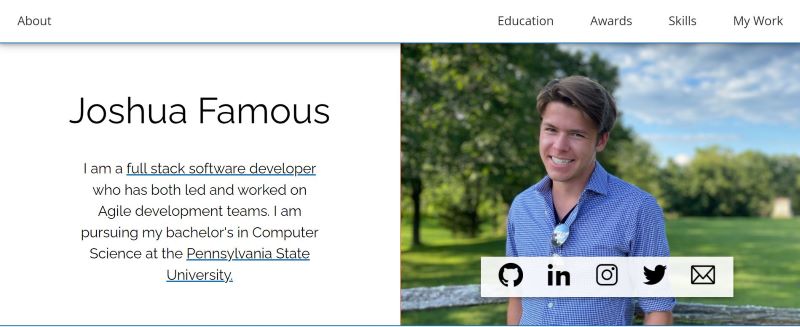 About Education Awards Skills My Work
Joshua Famous
I am a full stack software developer
who has both led and worked on
Agile development teams. I am
pursuing my bachelor's in Computer
Science at the Pennsylvania State
University.
in